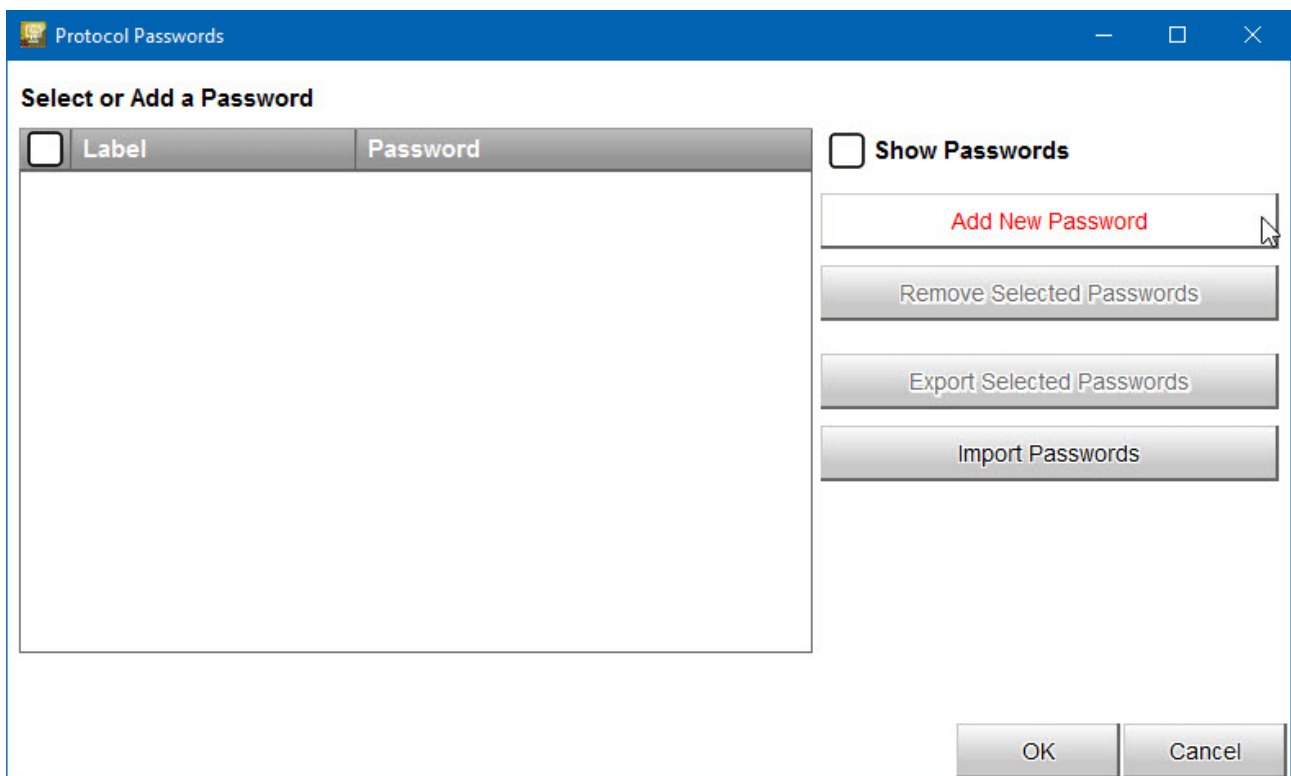 Protocol Passwords
Select or Add a Password
Label Password
Show Passwords
Add New Password
Remove Selected Passwords
Export Selected Passwords
Import Passwords
OK Cancel